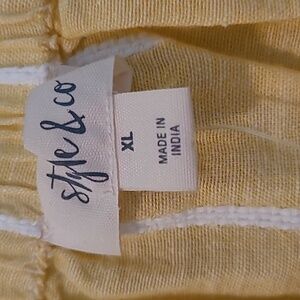 style & co
XL
MADE IN
INDIA